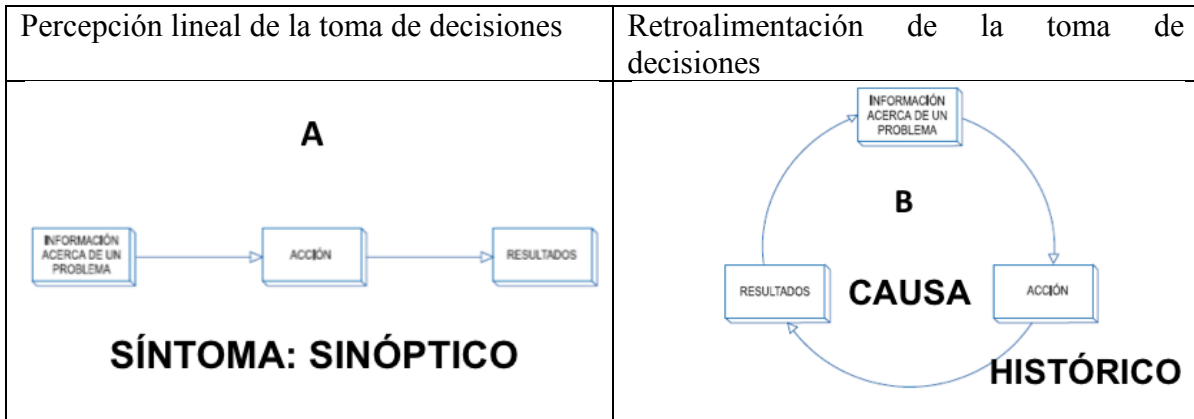 Percepción lineal de la toma de decisiones
Retroalimentación de la toma de
decisiones
A
INFORMACIÓN
ACERCA DE UN
PROBLEMA
ACCIÓN
RESULTADOS
SÍNTOMA: SINÓPTICO
INFORMACIÓN
ACERCA DE UN
PROBLEMA
B
RESULTADOS
CAUSA
ACCIÓN
HISTÓRICO